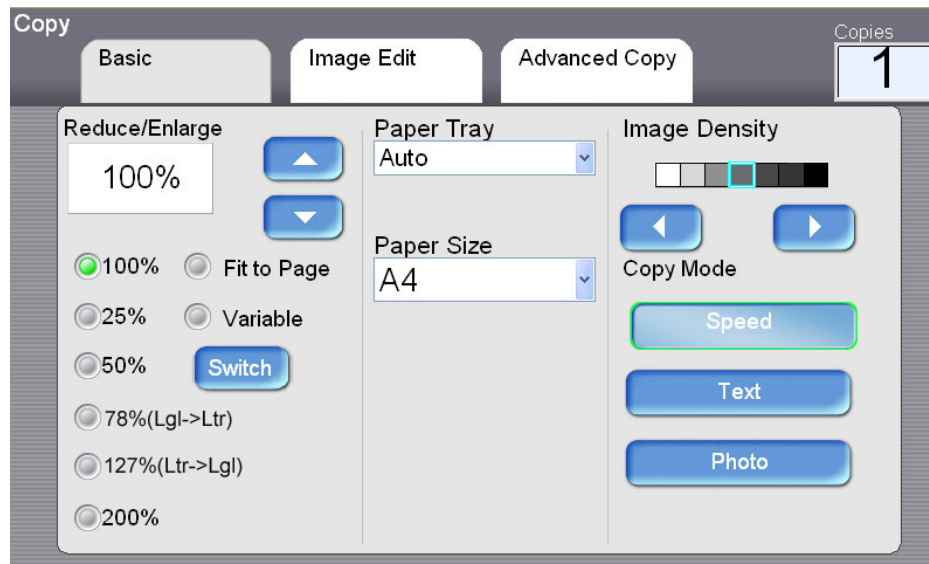 Copy
Copies
1
Basic
Image Edit
Advanced Copy
Reduce/Enlarge
100%
100%
Fit to Page
25%
Variable
50%
Switch
78%(Lgl->Ltr)
127%(Ltr->Lgl)
200%
Paper Tray
Auto
Paper Size
A4
Image Density
Copy Mode
Speed
Text
Photo